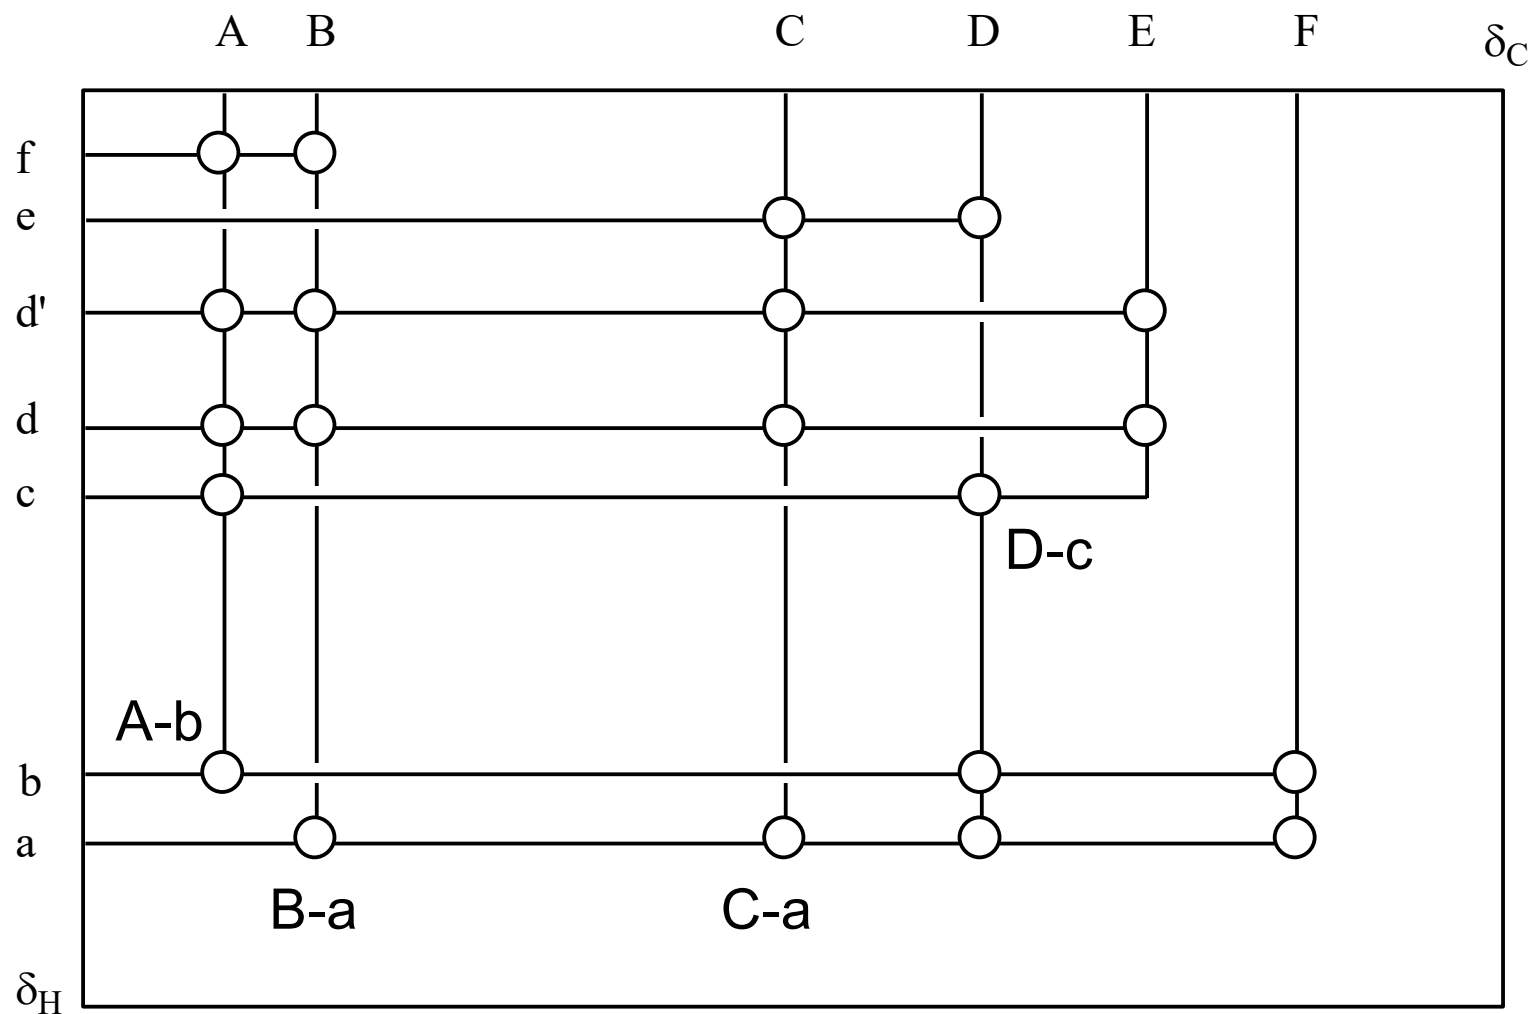 A B C D E F δC
f
e
d'
d
c
D-c
A-b
b
a
B-a C-a
δH